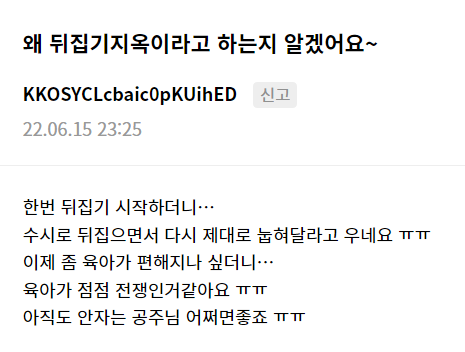 왜 뒤집기지옥이라고 하는지 알겠어요~
KKOSYCLcbaic0pKUihED 신고
22.06.15 23:25
한번 뒤집기 시작하더니…
수시로 뒤집으면서 다시 제대로 눕혀달라고 우네요 ㅠㅠ
이제 좀 육아가 편해지나 싶더니…
육아가 점점 전쟁인거같아요 ㅠㅠ
아직도 안자는 공주님 어쩌면좋죠 ㅠㅠ